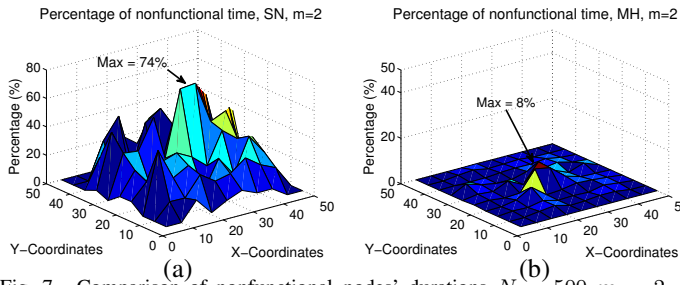 Percentage of nonfunctional time, SN, m=2
Max = 74%
Percentage (%)
80
60
40
20
0
50
40
30
20
10
0
Y−Coordinates
0
10
20
30
40
50
X−Coordinates
(a)
Percentage of nonfunctional time, MH, m=2
Max = 8%
Percentage (%)
50
40
20
0
50
40
30
20
10
0
Y−Coordinates
0
10
20
30
40
50
X−Coordinates
(b)
Fig. 7. Comparison of nonfunctional nodes' durations